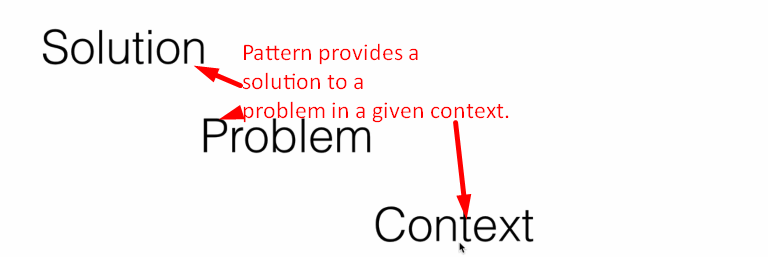 Solution
Pattern provides a
solution to a
problem in a given context.
Problem
Context